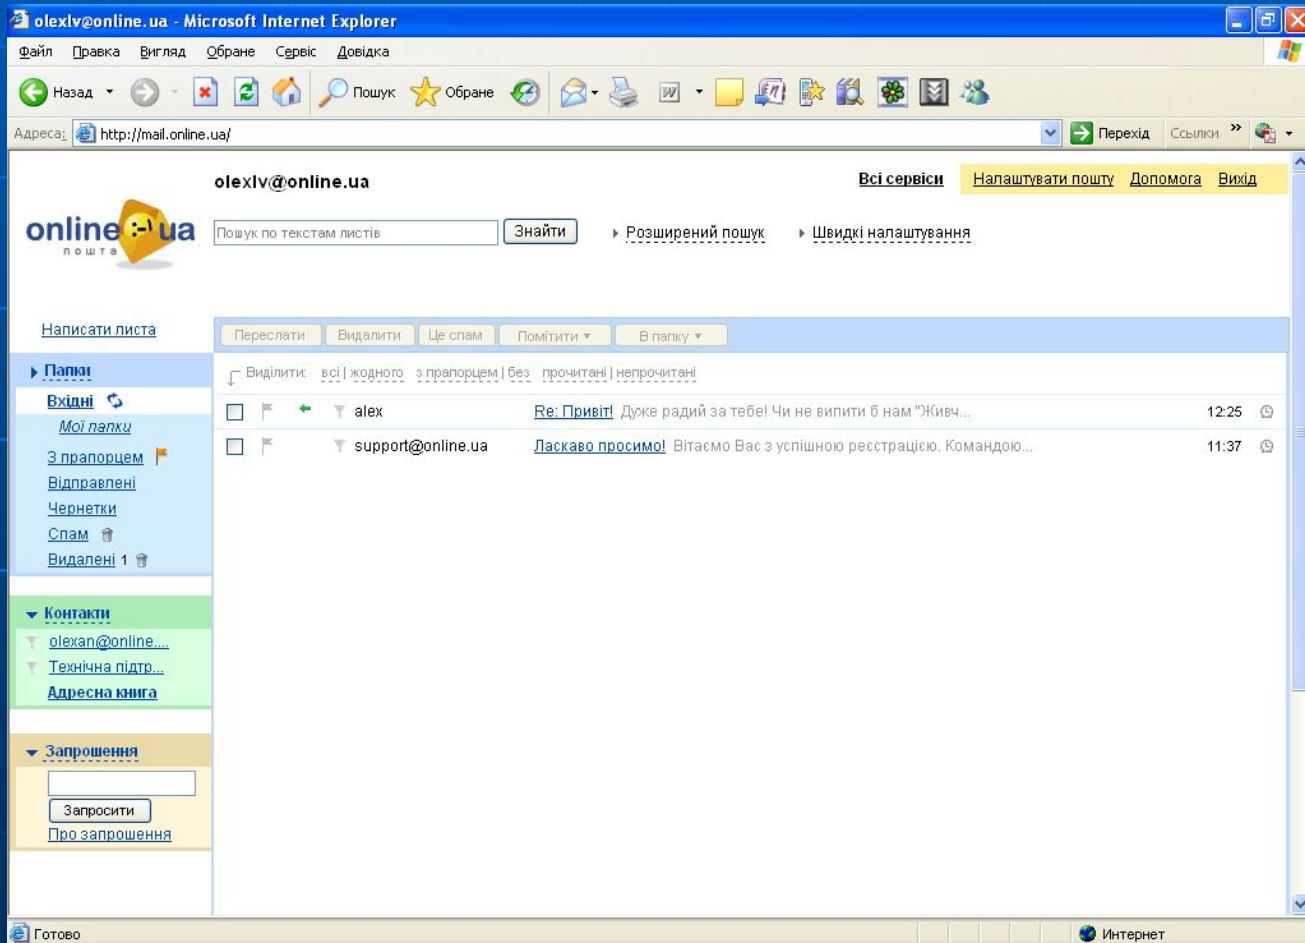 olexlv@online.ua - Microsoft Internet Explorer
Файл Правка Вигляд Обране Сервіс Довідка
Назад Пошук Обране
Адреса: http://mail.online.ua/ Перехід Ссылки »
olexlv@online.ua Всі сервіси Налаштувати пошту Допомога Вихід
online ua
пошта
Пошук по текстам листів Знайти Розширений пошук Швидкі налаштування
Написати листа
Переслати Видалити Це спам Помітити В папку
Папки
Виділити: всі | жодного з прапорцем | без прочитані | непрочитані
Вхідні
alex Re: Привіт! Дуже радий за тебе! Чи не випити б нам "Живч... 12:25
Мої папки
support@online.ua Ласкаво просимо! Вітаємо Вас з успішною реєстрацією. Командою... 11:37
З прапорцем
Відправлені
Чернетки
Спам
Видалені 1
Контакти
olexan@online....
Технічна підтр...
Адресна книга
Запрошення
Запросити
Про запрошення
Готово Интернет